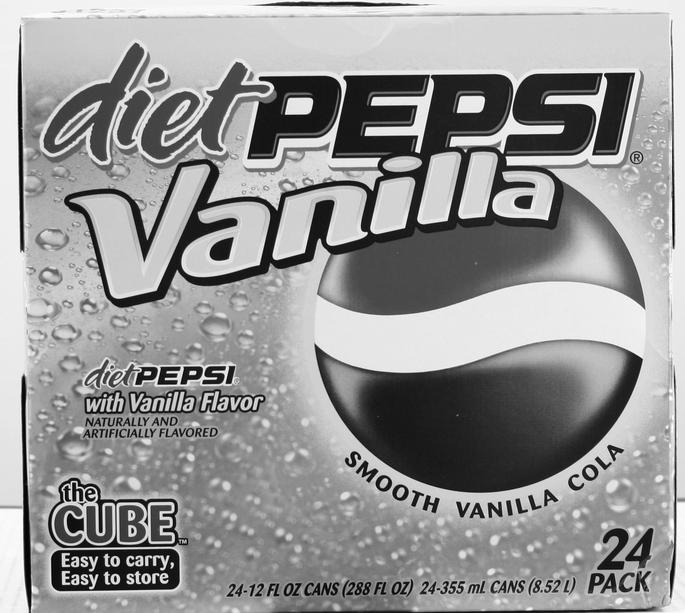 diet PEPSI®
Vanilla
diet PEPSI®
with Vanilla Flavor
NATURALLY AND
ARTIFICIALLY FLAVORED
SMOOTH VANILLA COLA
the
CUBE™
Easy to carry,
Easy to store
24
PACK
24-12 FL OZ CANS (288 FL OZ) 24-355 mL CANS (8.52 L)